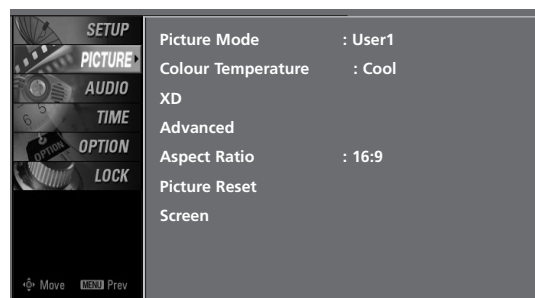 SETUP
PICTURE
AUDIO
TIME
OPTION
LOCK
Move MENU Prev
Picture Mode : User1
Colour Temperature : Cool
XD
Advanced
Aspect Ratio : 16:9
Picture Reset
Screen